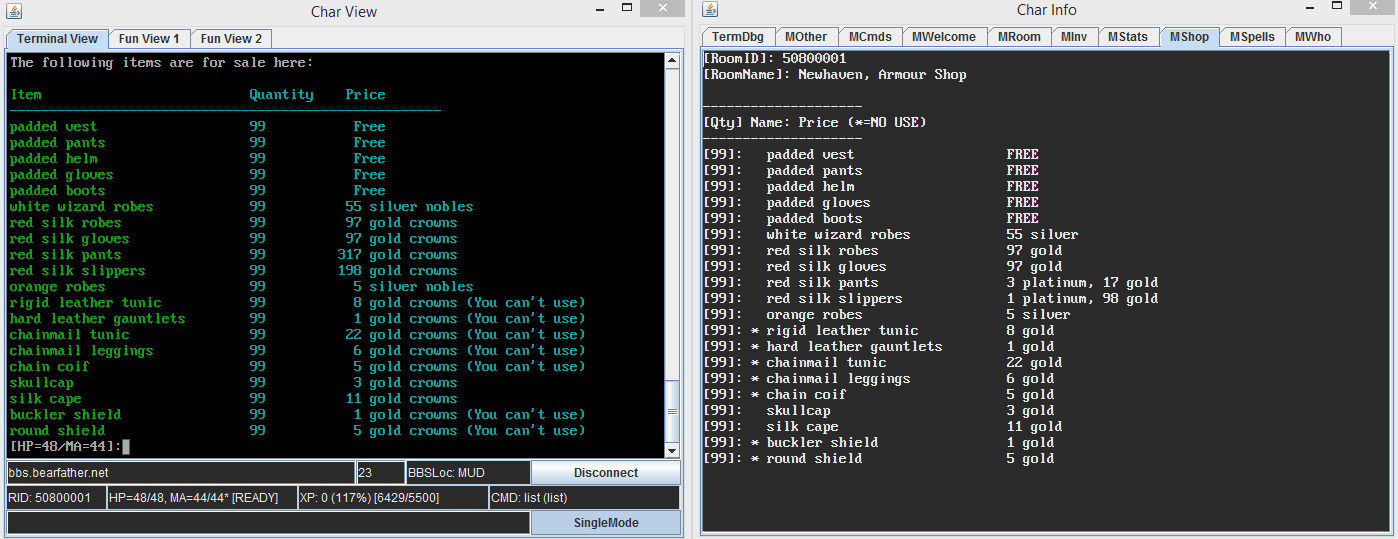 Char View
Terminal View Fun View 1 Fun View 2
The following items are for sale here:
Item Quantity Price
---------------------------------------------------------
padded vest 99 Free
padded pants 99 Free
padded helm 99 Free
padded gloves 99 Free
padded boots 99 Free
white wizard robes 99 55 silver nobles
red silk robes 99 97 gold crowns
red silk gloves 99 97 gold crowns
red silk pants 99 317 gold crowns
red silk slippers 99 198 gold crowns
orange robes 99 5 silver nobles
rigid leather tunic 99 8 gold crowns (You can't use)
hard leather gauntlets 99 1 gold crowns (You can't use)
chainmail tunic 99 22 gold crowns (You can't use)
chainmail leggings 99 6 gold crowns (You can't use)
chain coif 99 5 gold crowns (You can't use)
skullcap 99 3 gold crowns
silk cape 99 11 gold crowns
buckler shield 99 1 gold crowns (You can't use)
round shield 99 5 gold crowns (You can't use)
[HP=48/MA=44]:
bbs.bearfather.net 23 BBSLoc: MUD Disconnect
RID: 50800001 HP=48/48, MA=44/44* [READY] XP: 0 (117%) [6429/5500] CMD: list (list)
SingleMode
Char Info
TermDbg MOther MCmds MWelcome MRoom MInv MStats MShop MSpells MWho
[RoomID]: 50800001
[RoomName]: Newhaven, Armour Shop
--------------------
[Qty] Name: Price (*=NO USE)
--------------------
[99]: padded vest FREE
[99]: padded pants FREE
[99]: padded helm FREE
[99]: padded gloves FREE
[99]: padded boots FREE
[99]: white wizard robes 55 silver
[99]: red silk robes 97 gold
[99]: red silk gloves 97 gold
[99]: red silk pants 3 platinum, 17 gold
[99]: red silk slippers 1 platinum, 98 gold
[99]: orange robes 5 silver
[99]: * rigid leather tunic 8 gold
[99]: * hard leather gauntlets 1 gold
[99]: * chainmail tunic 22 gold
[99]: * chainmail leggings 6 gold
[99]: * chain coif 5 gold
[99]: skullcap 3 gold
[99]: silk cape 11 gold
[99]: * buckler shield 1 gold
[99]: * round shield 5 gold